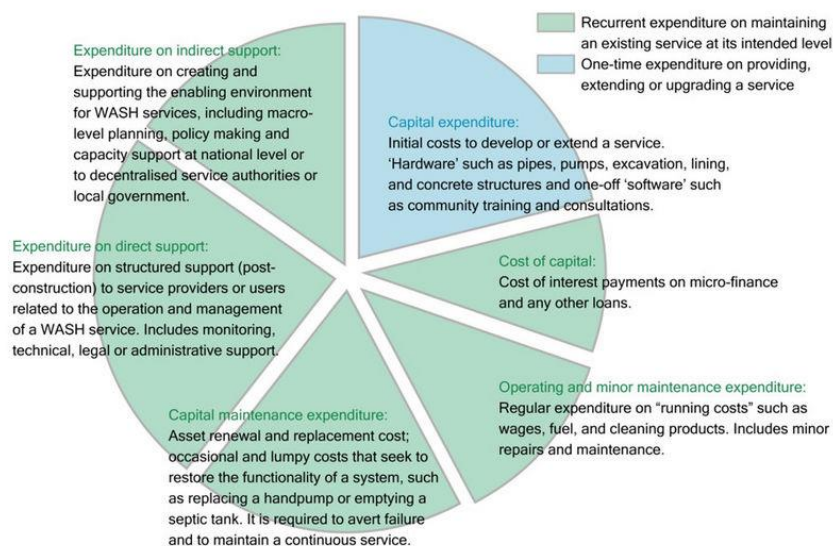 Recurrent expenditure on maintaining
an existing service at its intended level
One-time expenditure on providing,
extending or upgrading a service
Expenditure on indirect support:
Expenditure on creating and
supporting the enabling environment
for WASH services, including macro-
level planning, policy making and
capacity support at national level or
to decentralised service authorities or
local government.
Capital expenditure:
Initial costs to develop or extend a service.
‘Hardware’ such as pipes, pumps, excavation, lining,
and concrete structures and one-off ‘software’ such
as community training and consultations.
Expenditure on direct support:
Expenditure on structured support (post-
construction) to service providers or users
related to the operation and management
of a WASH service. Includes monitoring,
technical, legal or administrative support.
Cost of capital:
Cost of interest payments on micro-finance
and any other loans.
Capital maintenance expenditure:
Asset renewal and replacement cost;
occasional and lumpy costs that seek to
restore the functionality of a system, such
as replacing a handpump or emptying a
septic tank. It is required to avert failure
and to maintain a continuous service.
Operating and minor maintenance expenditure:
Regular expenditure on “running costs” such as
wages, fuel, and cleaning products. Includes minor
repairs and maintenance.